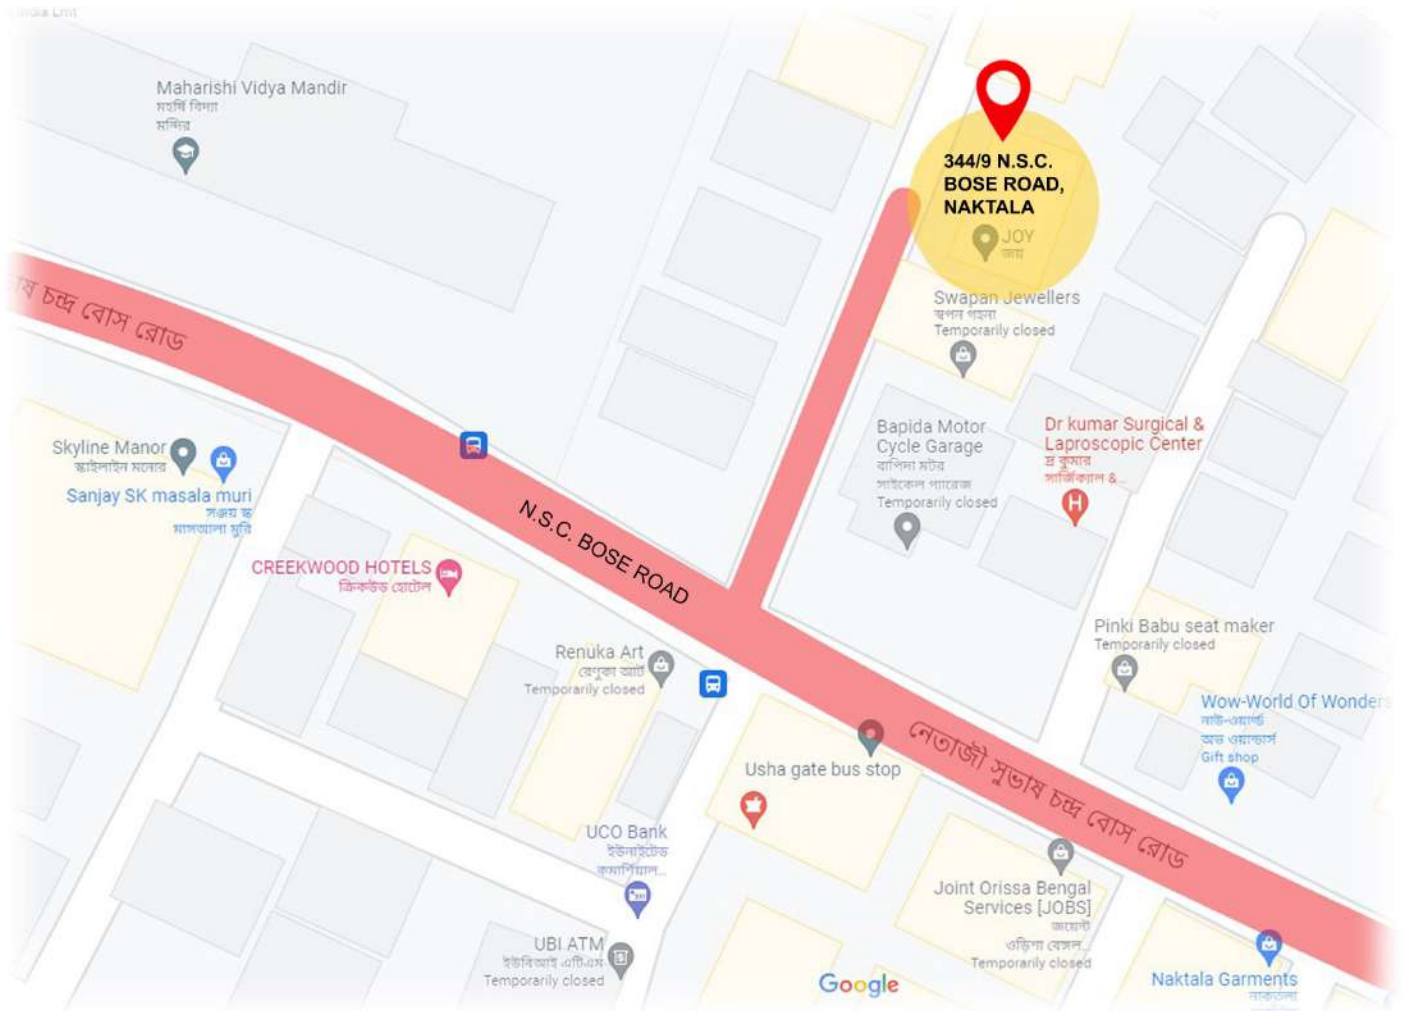 Maharishi Vidya Mandir
মহর্ষি বিদ্যা
মন্দির
344/9 N.S.C.
BOSE ROAD,
NAKTALA
JOY
জয়
Swapan Jewellers
স্বপন গহনা
Temporarily closed
চন্দ্র বোস রোড
Skyline Manor
স্কাইলাইন মনোর
Sanjay SK masala muri
সঞ্জয় স্ক
মাসআলা মুরি
Bapida Motor
Cycle Garage
বাপিদা মটর
সাইকেল গ্যারেজ
Temporarily closed
Dr kumar Surgical &
Laproscopic Center
দ্র কুমার
সার্জিক্যাল &...
N.S.C. BOSE ROAD
CREEKWOOD HOTELS
ক্রিকউড হোটেল
Renuka Art
রেণুকা আর্ট
Temporarily closed
Pinki Babu seat maker
Temporarily closed
Wow-World Of Wonders
অভ ওয়ান্ডার্স
Gift shop
Usha gate bus stop
নেতাজী সুভাষ চন্দ্র বোস রোড
UCO Bank
ইউনাইটেড
কমার্শিয়াল...
Joint Orissa Bengal
Services [JOBS]
জয়েন্ট
ওড়িশা বেঙ্গল...
Temporarily closed
UBI ATM
ইউবিআই এটিএম
Temporarily closed
Google
Naktala Garments
নাকতলা